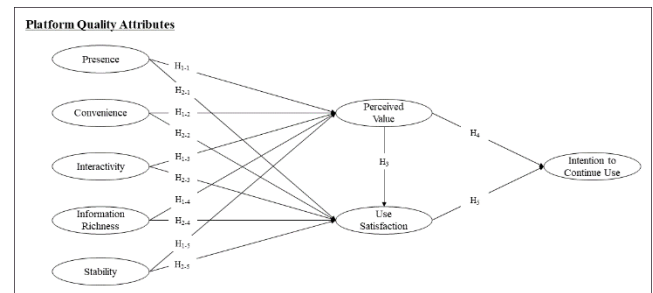 Platform Quality Attributes
Presence
H1-1
H2-1
Convenience
H1-2
H2-2
Perceived
Value
H4
Interactivity
H1-3
H2-3
H3
Intention to
Continue Use
Information
Richness
H1-4
H2-4
Use
Satisfaction
H5
Stability
H1-5
H2-5